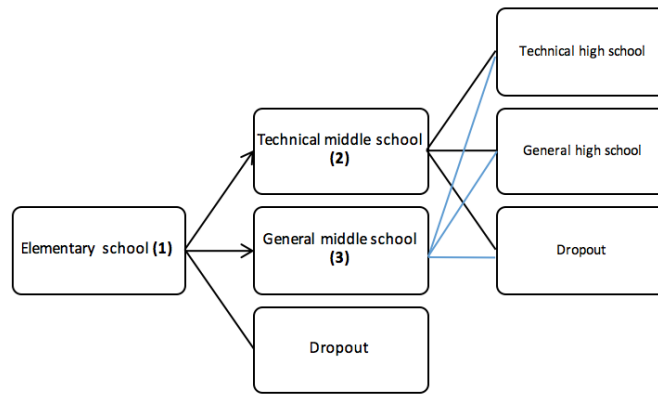 Elementary school (1)
Technical middle school
(2)
General middle school
(3)
Dropout
Technical high school
General high school
Dropout